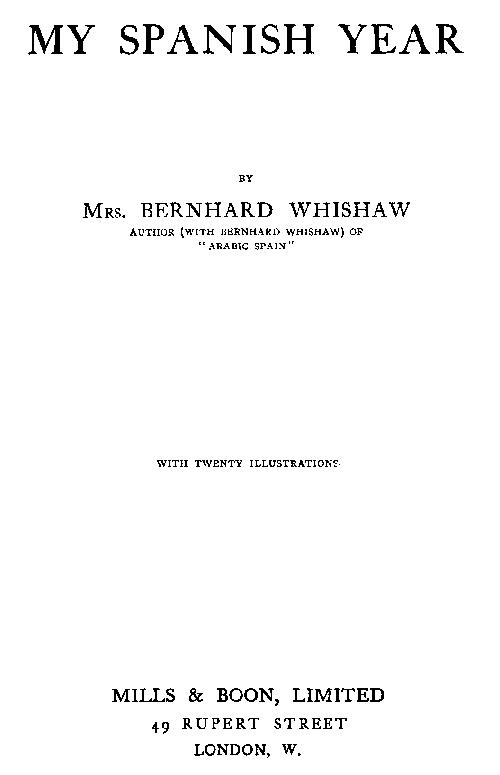 MY SPANISH YEAR
BY
MRS. BERNHARD WHISHAW
AUTHOR (WITH BERNHARD WHISHAW) OF
"ARABIC SPAIN"
WITH TWENTY ILLUSTRATIONS
MILLS & BOON, LIMITED
49 RUPERT STREET
LONDON, W.